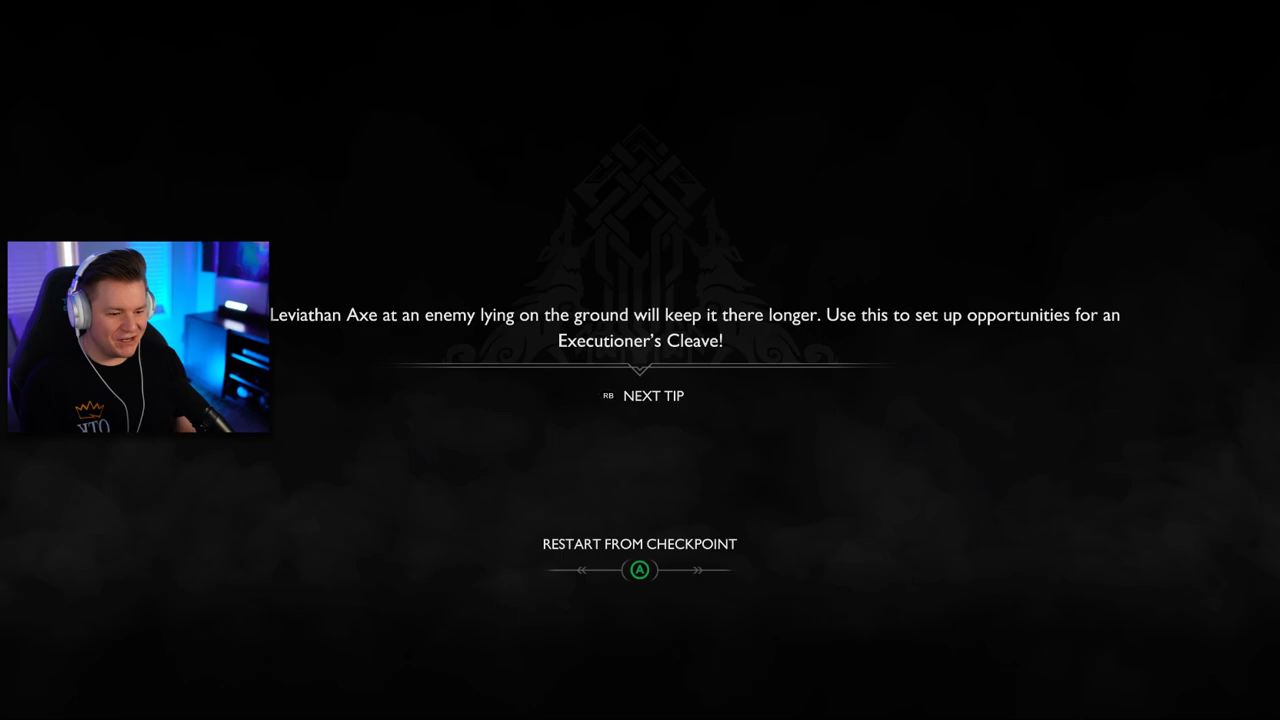 Leviathan Axe at an enemy lying on the ground will keep it there longer. Use this to set up opportunities for an
Executioner's Cleave!
RB NEXT TIP
RESTART FROM CHECKPOINT
A